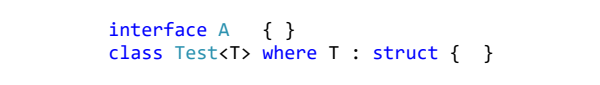 interface A { }
class Test<T> where T : struct { }